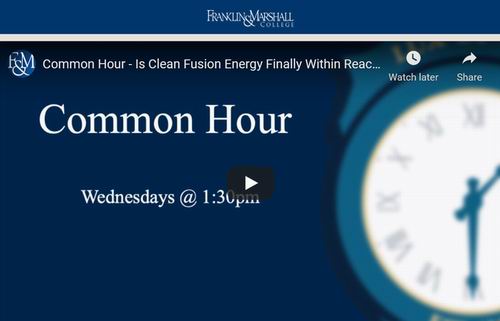 FRANKLIN & MARSHALL
COLLEGE
F&M
Common Hour - Is Clean Fusion Energy Finally Within Reac...
Watch later
Share
Common Hour
Wednesdays @ 1:30pm